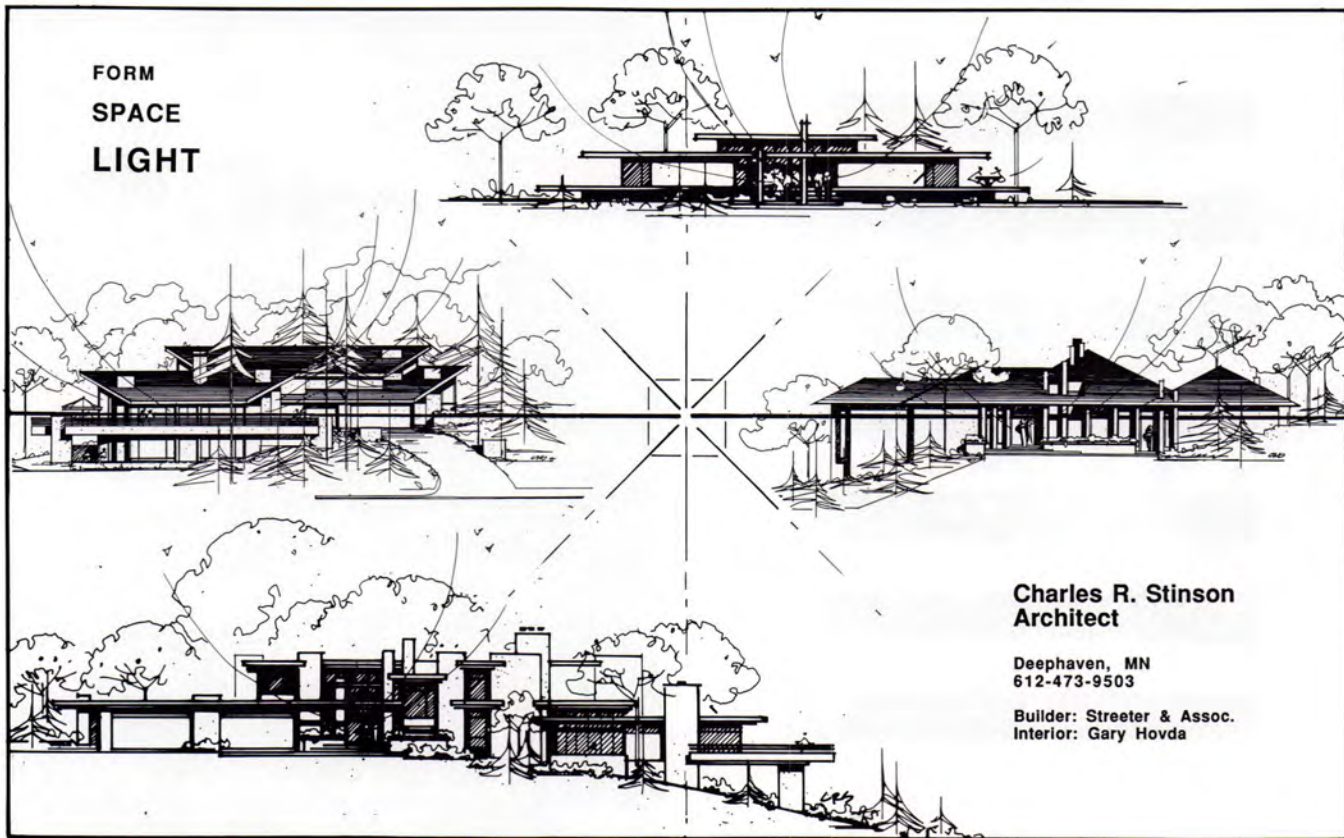 FORM
SPACE
LIGHT
Charles R. Stinson
Architect
Deephaven, MN
612-473-9503
Builder: Streeter & Assoc.
Interior: Gary Hovda